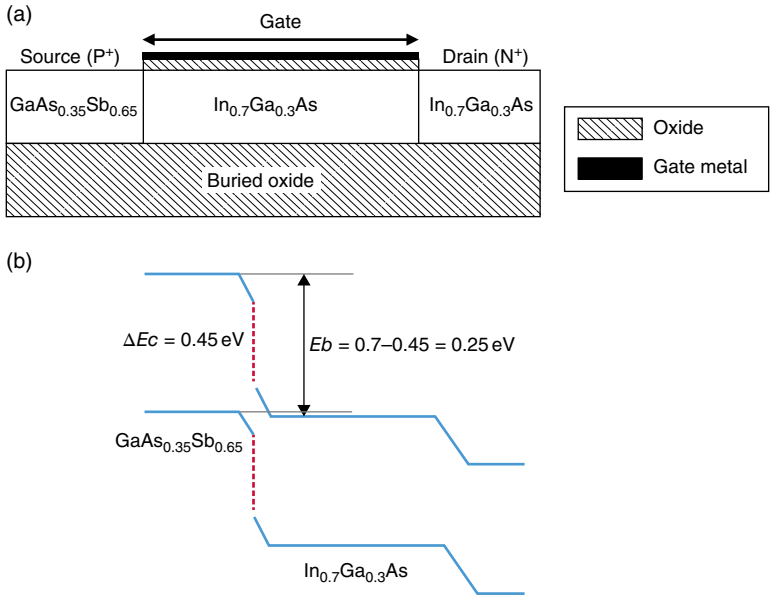 (a)
Gate
Source (P⁺)
Drain (N⁺)
GaAs₀.₃₅Sb₀.₆₅
In₀.₇Ga₀.₃As
In₀.₇Ga₀.₃As
Buried oxide
Oxide
Gate metal
(b)
ΔEc = 0.45 eV
Eb = 0.7–0.45 = 0.25 eV
GaAs₀.₃₅Sb₀.₆₅
In₀.₇Ga₀.₃As